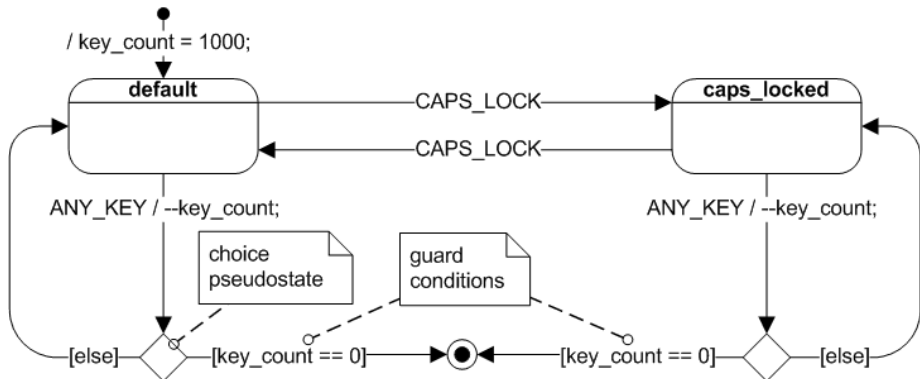 / key_count = 1000;
default
caps_locked
CAPS_LOCK
CAPS_LOCK
ANY_KEY / --key_count;
ANY_KEY / --key_count;
choice
pseudostate
guard
conditions
[else]
[key_count == 0]
[key_count == 0]
[else]